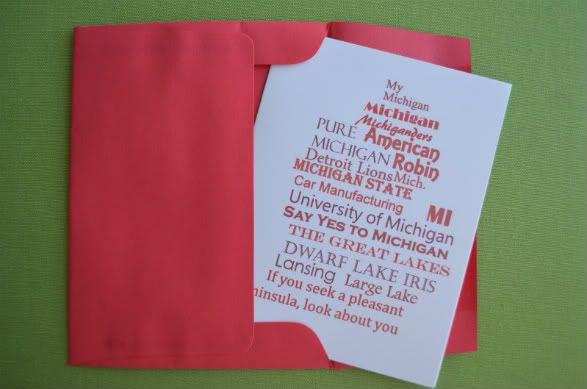 My
Michigan
Michigan
Michiganders
PURE American
MICHIGAN Robin
Detroit Lions Mich.
MICHIGAN STATE
Car Manufacturing MI
University of Michigan
SAY YES TO MICHIGAN
THE GREAT LAKES
DWARF LAKE IRIS
Lansing Large Lake
If you seek a pleasant
ninsula, look about you